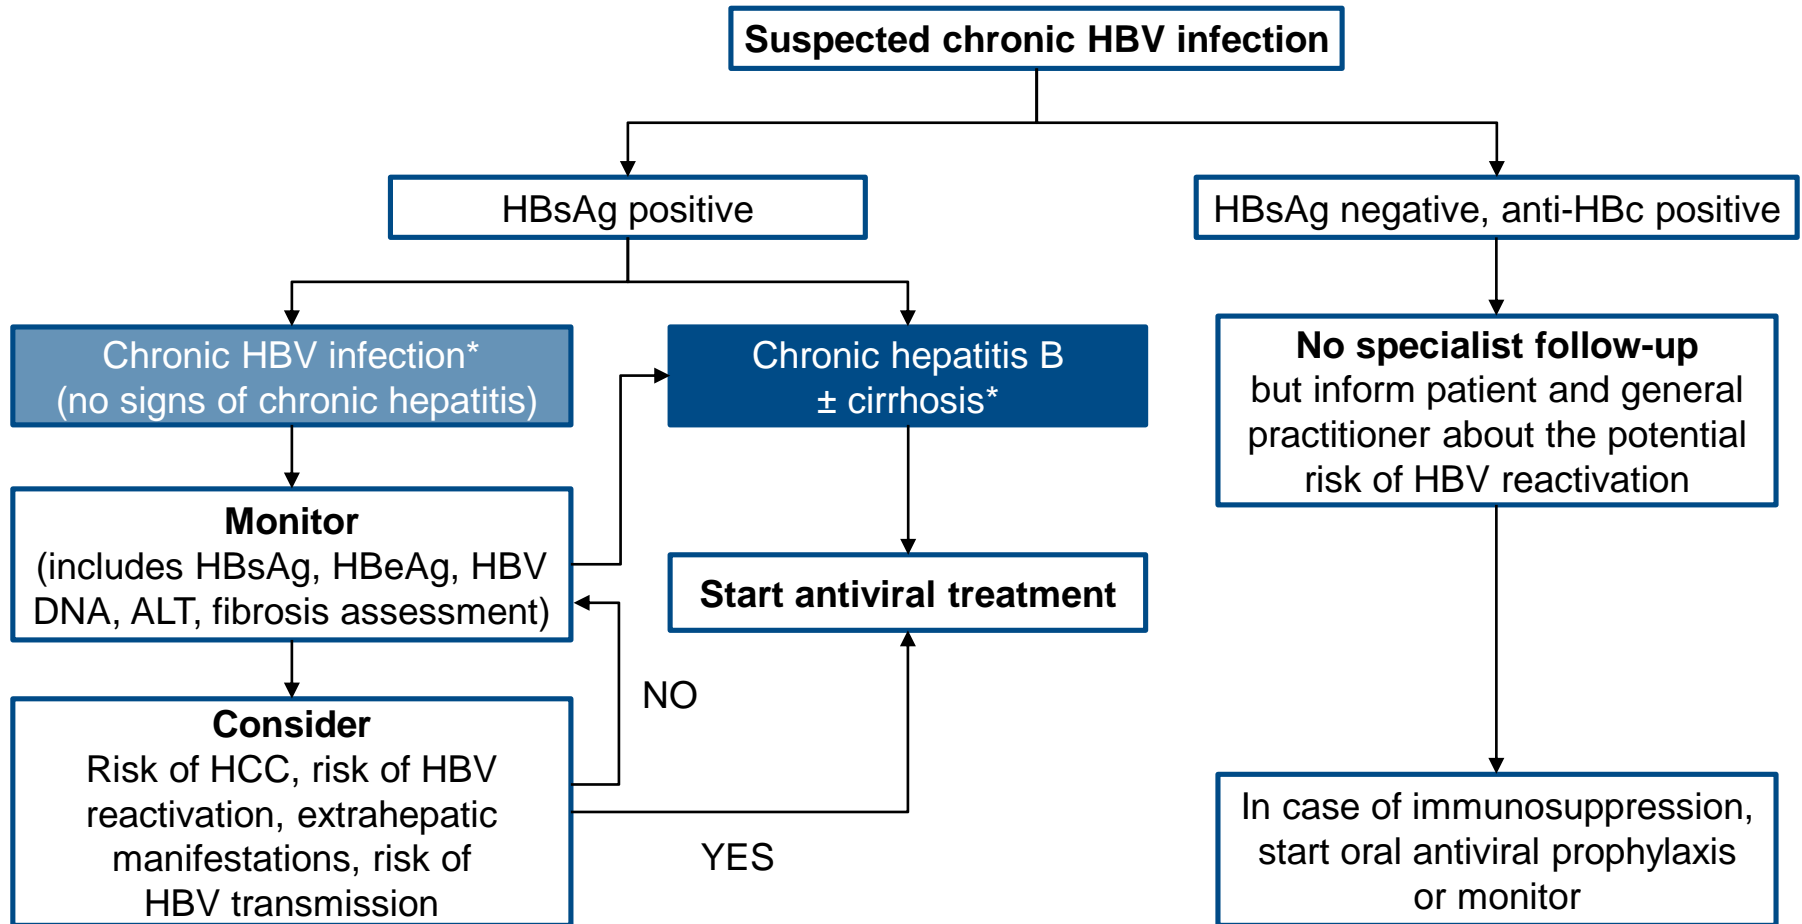 Suspected chronic HBV infection
HBsAg positive
HBsAg negative, anti-HBc positive
Chronic HBV infection*
(no signs of chronic hepatitis)
Chronic hepatitis B
± cirrhosis*
No specialist follow-up
but inform patient and general
practitioner about the potential
risk of HBV reactivation
Monitor
(includes HBsAg, HBeAg, HBV
DNA, ALT, fibrosis assessment)
Start antiviral treatment
NO
Consider
Risk of HCC, risk of HBV
reactivation, extrahepatic
manifestations, risk of
HBV transmission
YES
In case of immunosuppression,
start oral antiviral prophylaxis
or monitor